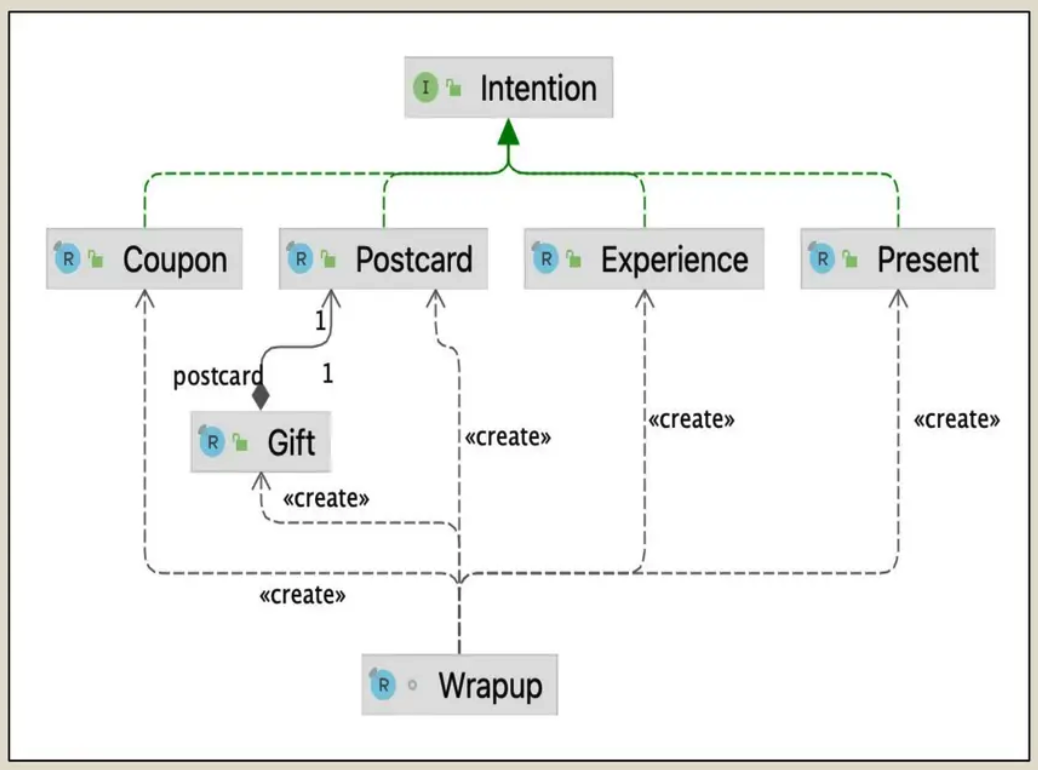 I Intention
R Coupon
R Postcard
R Experience
R Present
1
postcard
1
R Gift
«create»
«create»
«create»
«create»
«create»
R Wrapup